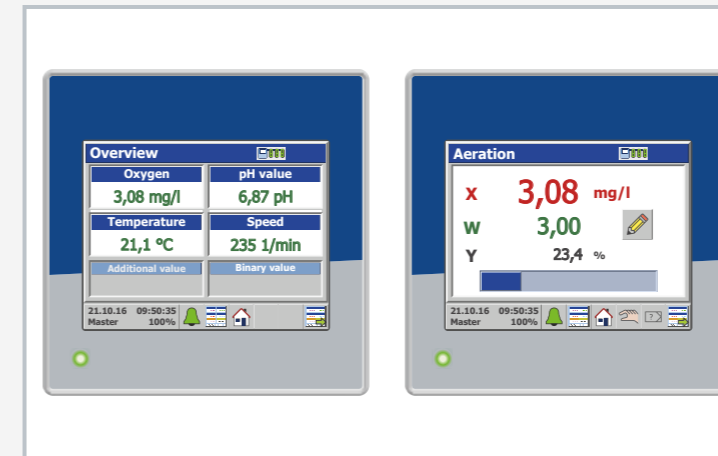 Overview
Oxygen
pH value
3,08 mg/l
6,87 pH
Temperature
Speed
21,1 °C
235 1/min
Additional value
Binary value
21.10.16 09:50:35
Master 100%
Aeration
X 3,08 mg/l
W 3,00
Y 23,4 %
21.10.16 09:50:35
Master 100%